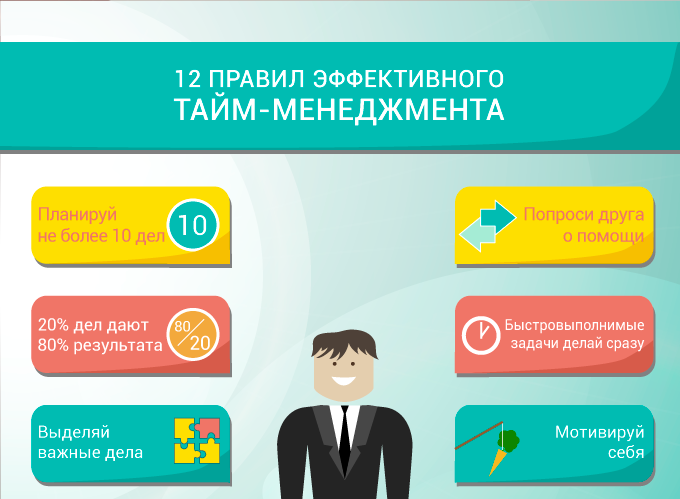 12 ПРАВИЛ ЭФФЕКТИВНОГО
ТАЙМ-МЕНЕДЖМЕНТА
Планируй
не более 10 дел
10
Попроси друга
о помощи
20% дел дают
80% результата
80
20
Быстровыполнимые
задачи делай сразу
Выделяй
важные дела
Мотивируй
себя